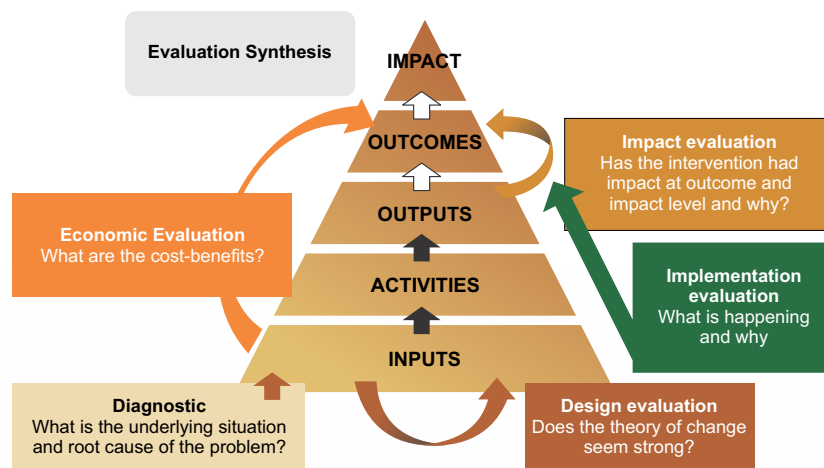 Evaluation Synthesis
IMPACT
OUTCOMES
OUTPUTS
ACTIVITIES
INPUTS
Impact evaluation
Has the intervention had
impact at outcome and
impact level and why?
Economic Evaluation
What are the cost-benefits?
Implementation
evaluation
What is happening
and why
Diagnostic
What is the underlying situation
and root cause of the problem?
Design evaluation
Does the theory of change
seem strong?